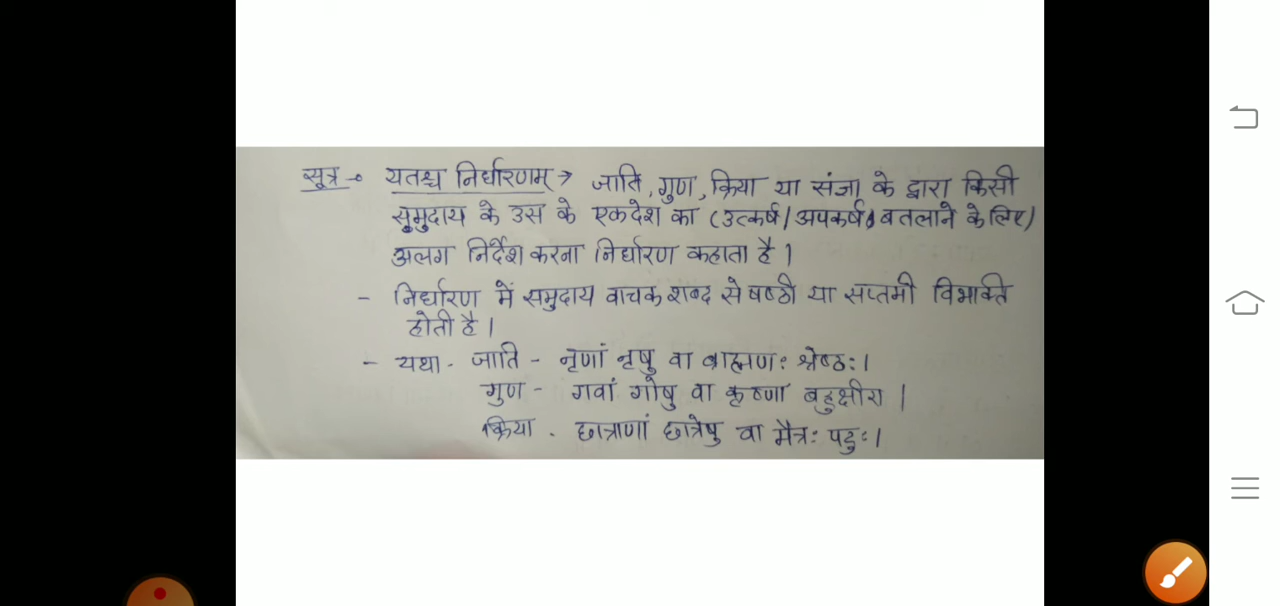 सूत्र - यतश्च निर्धारणम् → जाति, गुण, क्रिया या संज्ञा के द्वारा किसी
समुदाय के उस के एकदेश का (उत्कर्ष/अपकर्ष बतलाने के लिए)
अलग निर्देश करना निर्धारण कहाता है।
- निर्धारण में समुदाय वाचक शब्द से षष्ठी या सप्तमी विभक्ति
होती है।
- यथा - जाति - नृणां नृषु वा ब्राह्मणः श्रेष्ठः।
गुण - गवां गोषु वा कृष्णा बहुक्षीरा।
क्रिया - छात्राणां छात्रेषु वा मैत्रः पटुः।